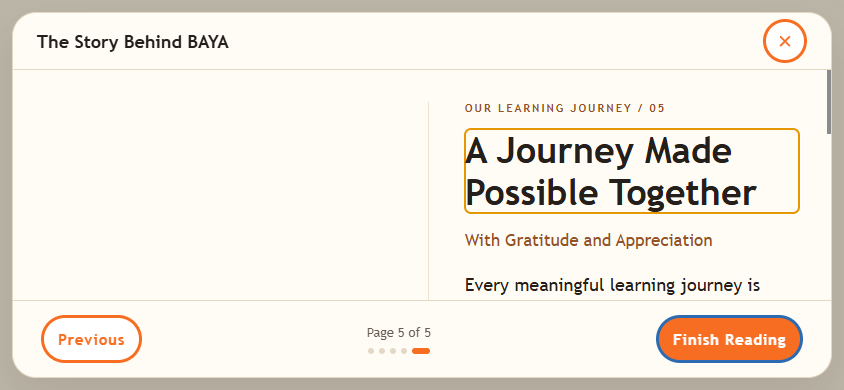 The Story Behind BAYA
OUR LEARNING JOURNEY / 05
A Journey Made
Possible Together
With Gratitude and Appreciation
Every meaningful learning journey is
Previous
Page 5 of 5
Finish Reading